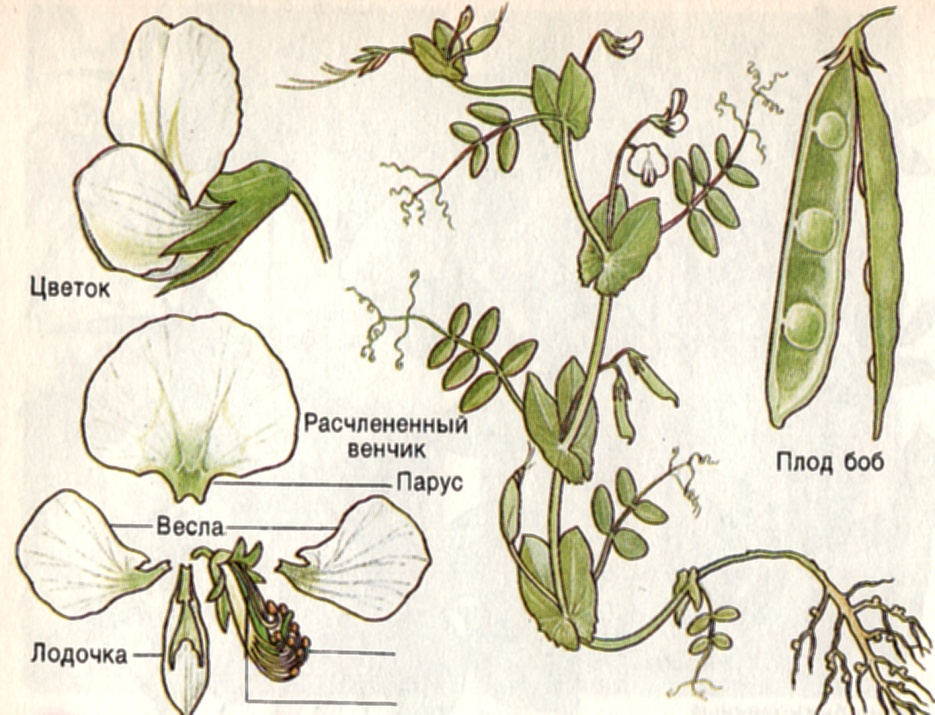 Цветок
Расчлененный
венчик
Парус
Весла
Лодочка
Плод боб